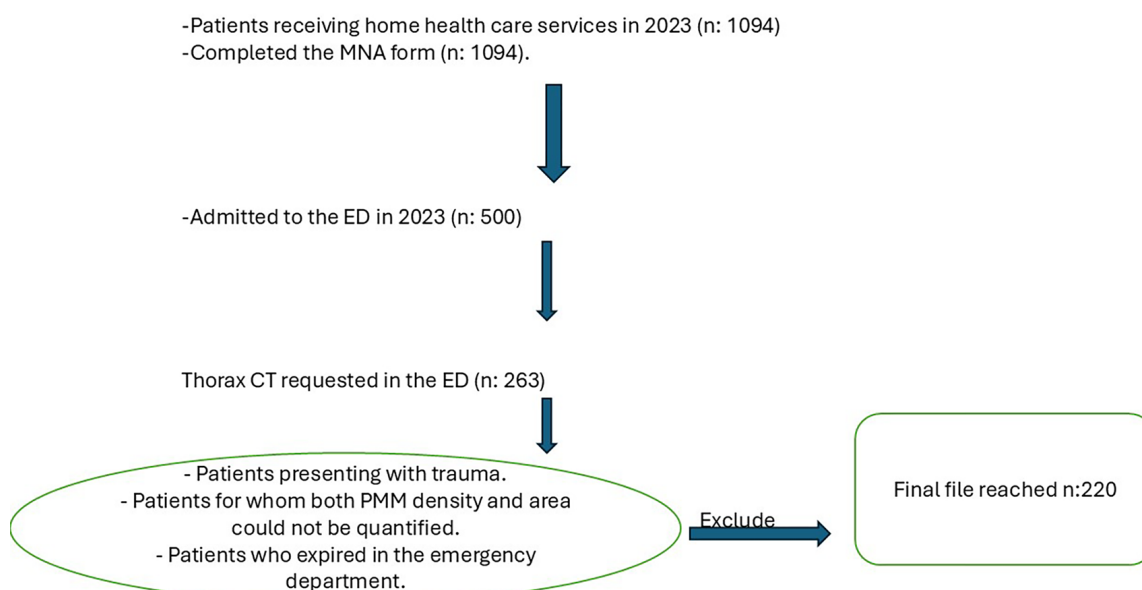 -Patients receiving home health care services in 2023 (n: 1094)
-Completed the MNA form (n: 1094).
-Admitted to the ED in 2023 (n: 500)
Thorax CT requested in the ED (n: 263)
- Patients presenting with trauma.
- Patients for whom both PMM density and area
could not be quantified.
- Patients who expired in the emergency
department.
Exclude
Final file reached n:220